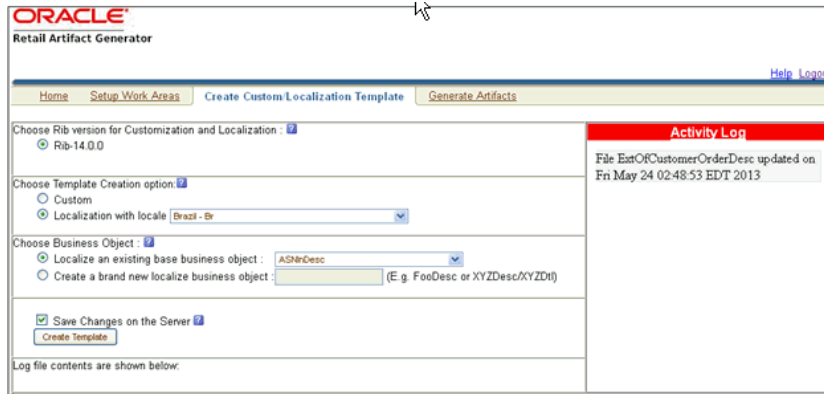 ORACLE®
Retail Artifact Generator
Help Logou
Home Setup Work Areas Create Custom/Localization Template Generate Artifacts
Choose Rib version for Customization and Localization : ?
Rib-14.0.0
Choose Template Creation option: ?
Custom
Localization with locale Brazil - Br
Choose Business Object : ?
Localize an existing base business object : ASNInDesc
Create a brand new localize business object : (E.g. FooDesc or XYZDesc/XYZDtl)
Save Changes on the Server ?
Create Template
Log file contents are shown below:
Activity Log
File ExtOfCustomerOrderDesc updated on
Fri May 24 02:48:53 EDT 2013